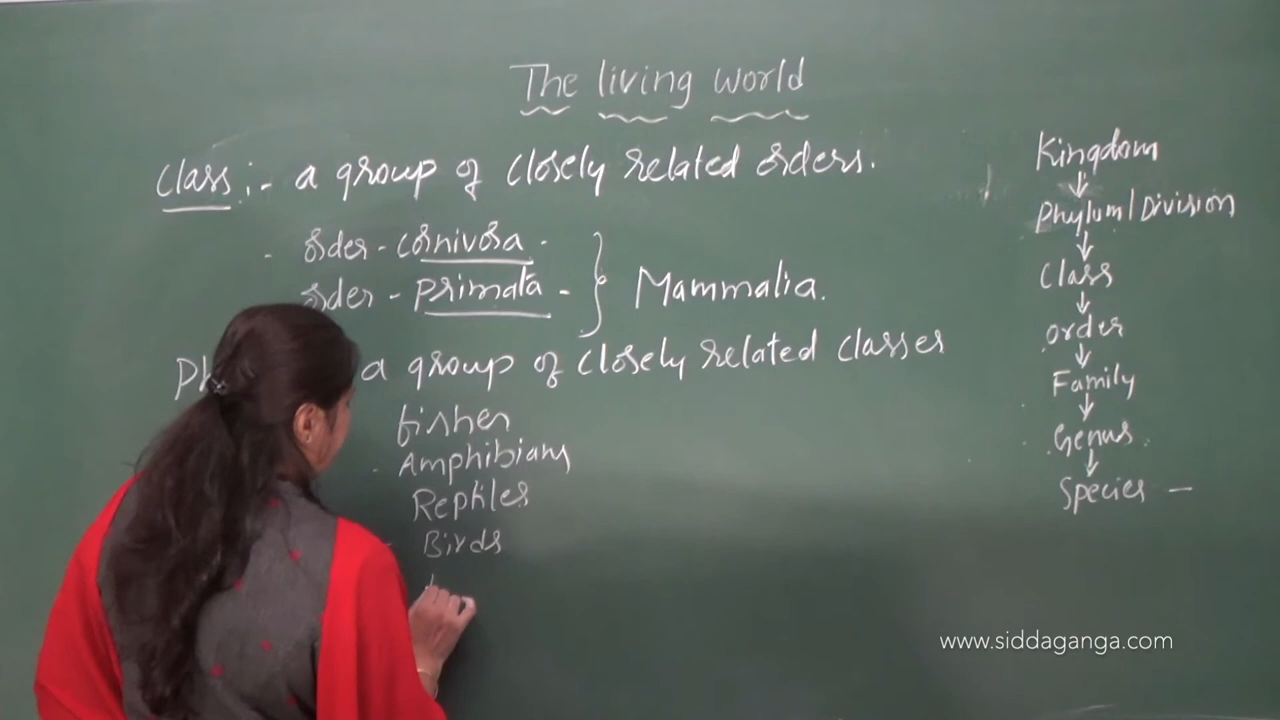 The living world
Class :- a group of closely related orders.
order - Carnivora -
order - primata -
Mammalia.
a group of closely related classes
fishes
Amphibians
Reptiles
Birds
Kingdom
Phylum/Division
Class
order
Family
Genus
Species -
www.siddaganga.com